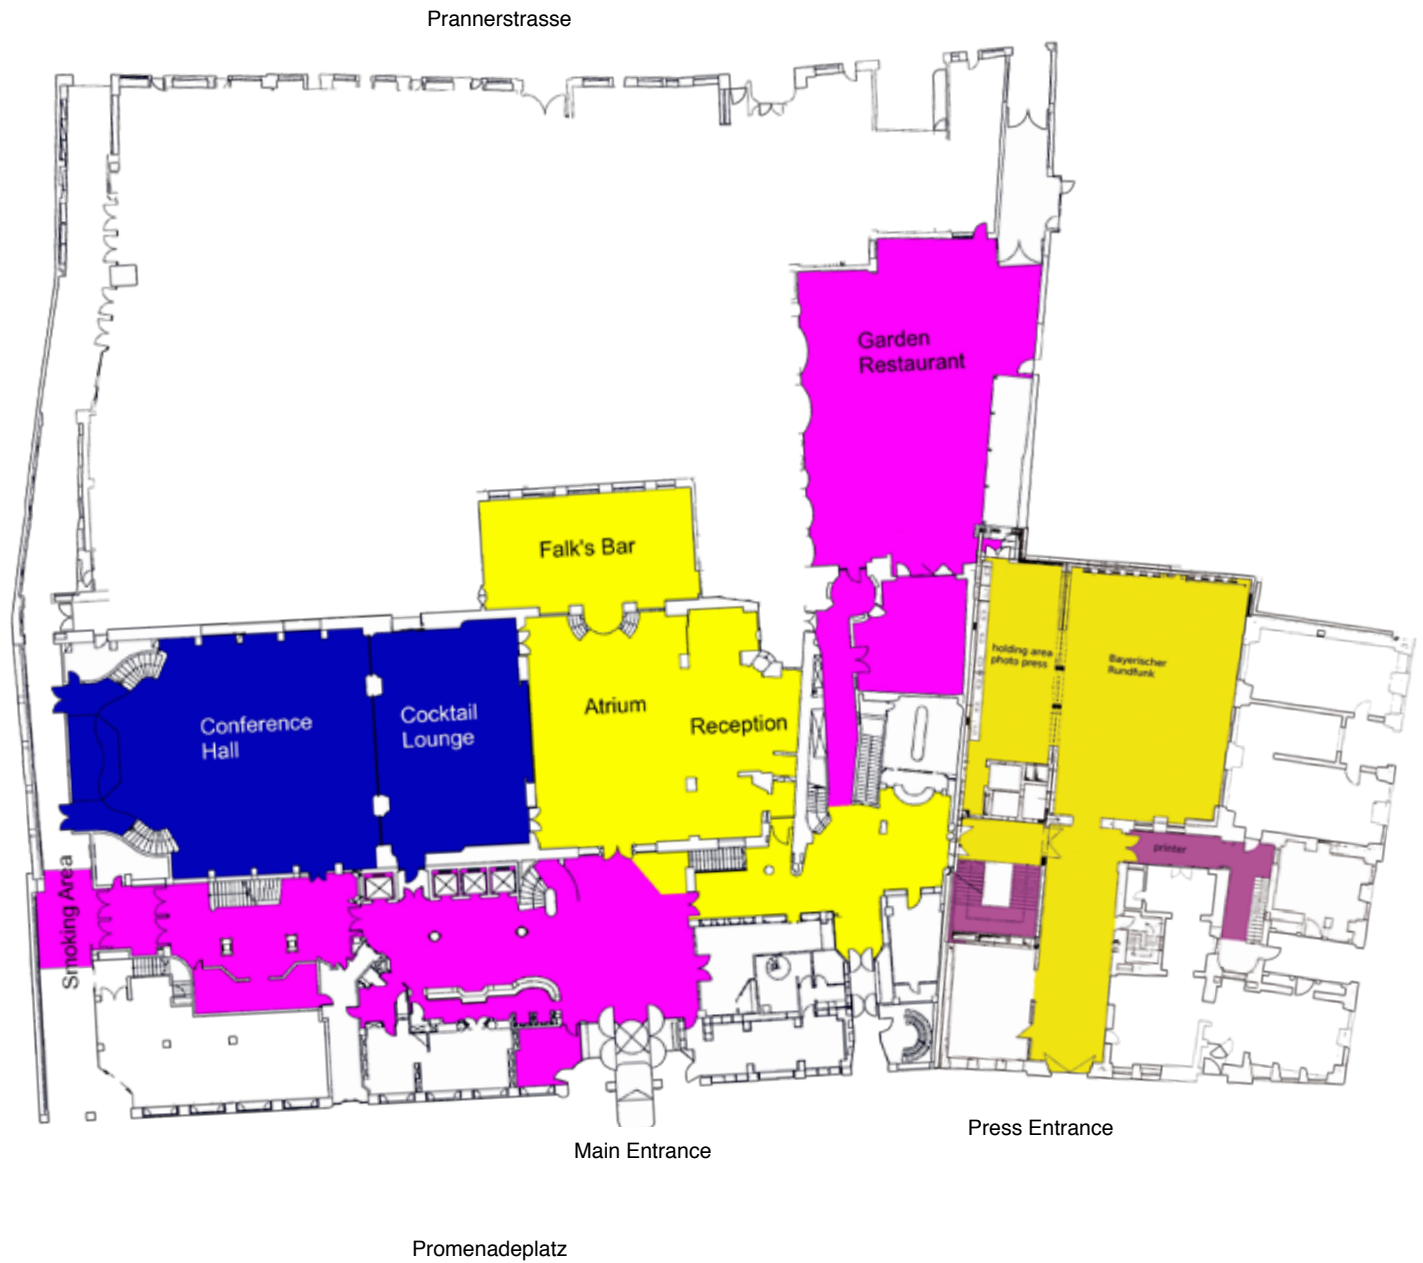 Prannerstrasse
Garden
Restaurant
Falk's Bar
holding area
photo press
Bayerischer
Rundfunk
Conference
Hall
Cocktail
Lounge
Atrium
Reception
printer
Smoking Area
Press Entrance
Main Entrance
Promenadeplatz